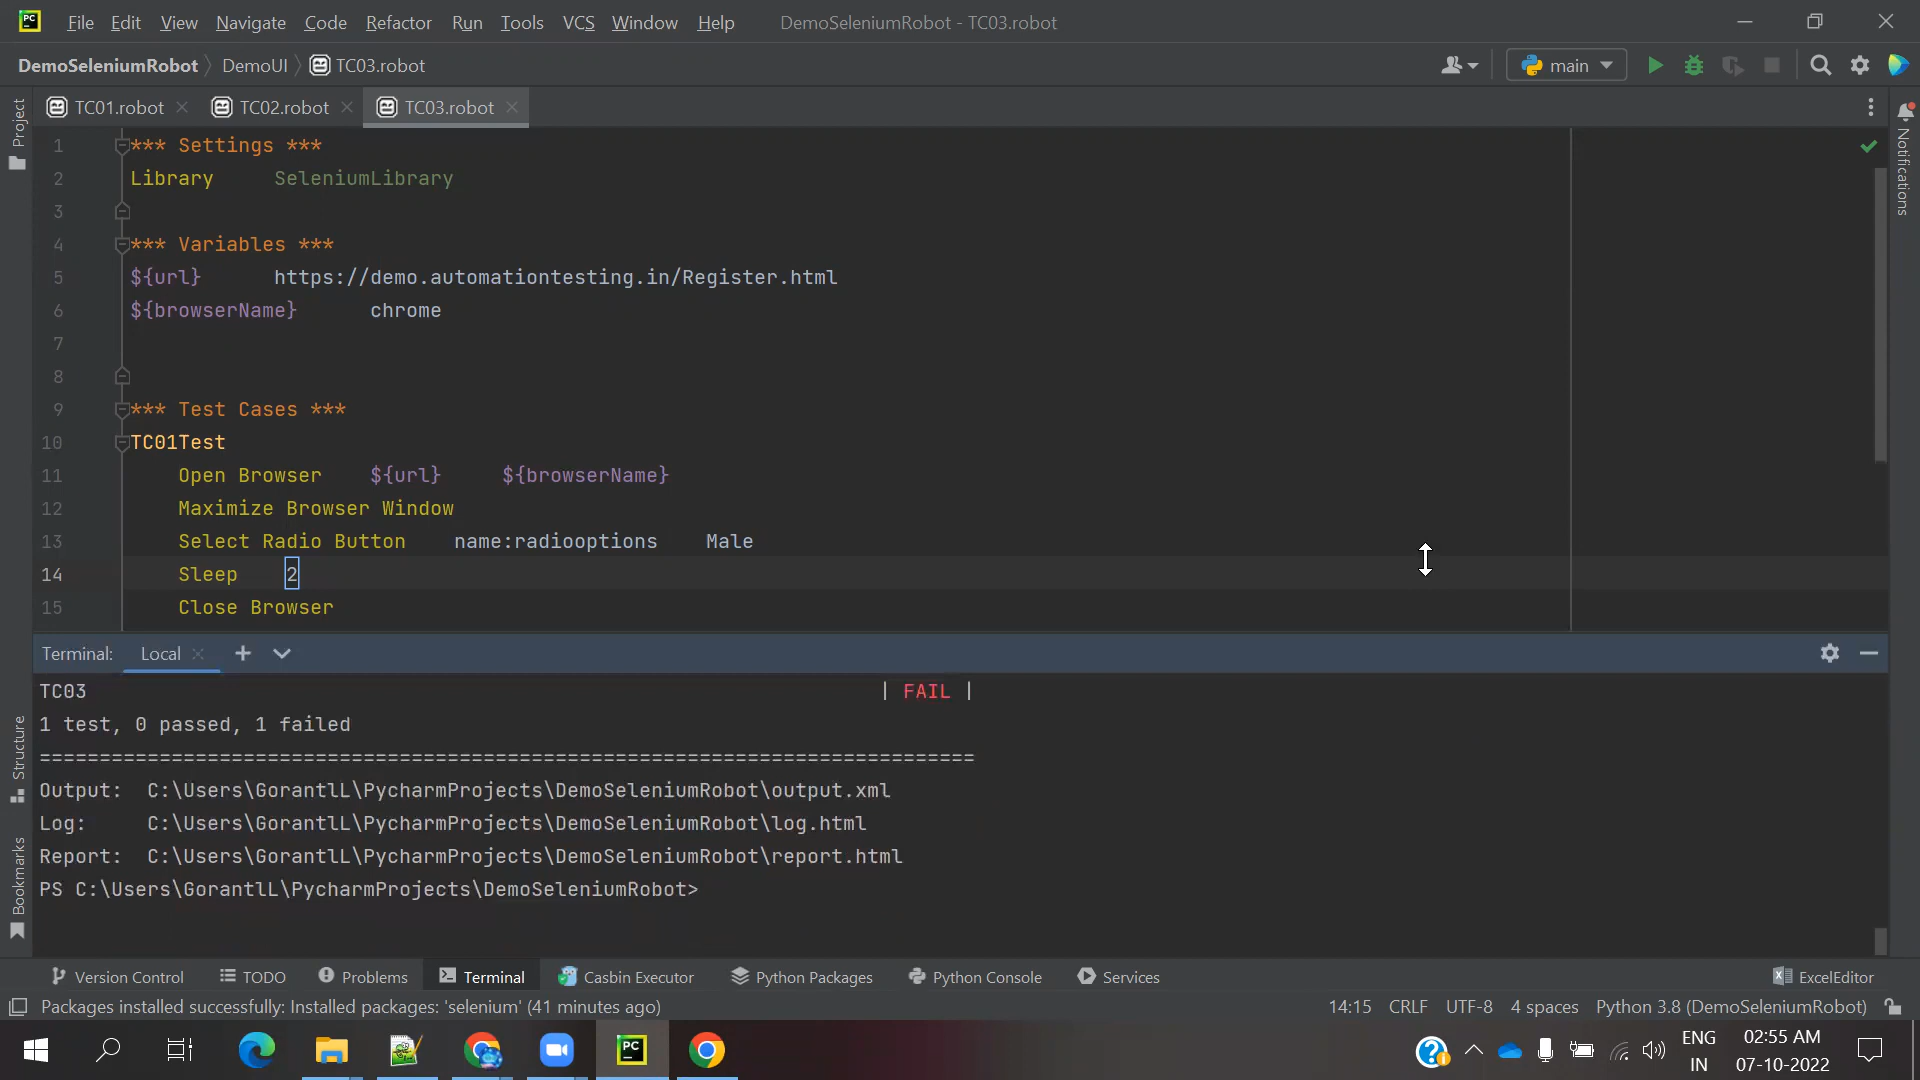 PC File Edit View Navigate Code Refactor Run Tools VCS Window Help DemoSeleniumRobot - TC03.robot
DemoSeleniumRobot DemoUI TC03.robot main
TC01.robot TC02.robot TC03.robot
Project
Notifications
1 *** Settings ***
2 Library SeleniumLibrary
3
4 *** Variables ***
5 ${url} https://demo.automationtesting.in/Register.html
6 ${browserName} chrome
7
8
9 *** Test Cases ***
10 TC01Test
11 Open Browser ${url} ${browserName}
12 Maximize Browser Window
13 Select Radio Button name:radiooptions Male
14 Sleep 2
15 Close Browser
Terminal: Local
TC03 | FAIL |
1 test, 0 passed, 1 failed
==============================================================================
Output: C:\Users\GorantlL\PycharmProjects\DemoSeleniumRobot\output.xml
Log: C:\Users\GorantlL\PycharmProjects\DemoSeleniumRobot\log.html
Report: C:\Users\GorantlL\PycharmProjects\DemoSeleniumRobot\report.html
PS C:\Users\GorantlL\PycharmProjects\DemoSeleniumRobot>
Structure
Bookmarks
Version Control TODO Problems Terminal Casbin Executor Python Packages Python Console Services ExcelEditor
Packages installed successfully: Installed packages: 'selenium' (41 minutes ago) 14:15 CRLF UTF-8 4 spaces Python 3.8 (DemoSeleniumRobot)
PC
ENG 02:55 AM
IN 07-10-2022